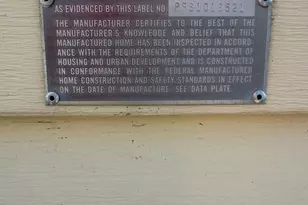 AS EVIDENCED BY THIS LABEL NO.
THE MANUFACTURER CERTIFIES TO THE BEST OF THE
MANUFACTURER'S KNOWLEDGE AND BELIEF THAT THIS
MANUFACTURED HOME HAS BEEN INSPECTED IN ACCORD-
ANCE WITH THE REQUIREMENTS OF THE DEPARTMENT OF
HOUSING AND URBAN DEVELOPMENT AND IS CONSTRUCTED
IN CONFORMANCE WITH THE FEDERAL MANUFACTURED
HOME CONSTRUCTION AND SAFETY STANDARDS IN EFFECT
ON THE DATE OF MANUFACTURE. SEE DATA PLATE.